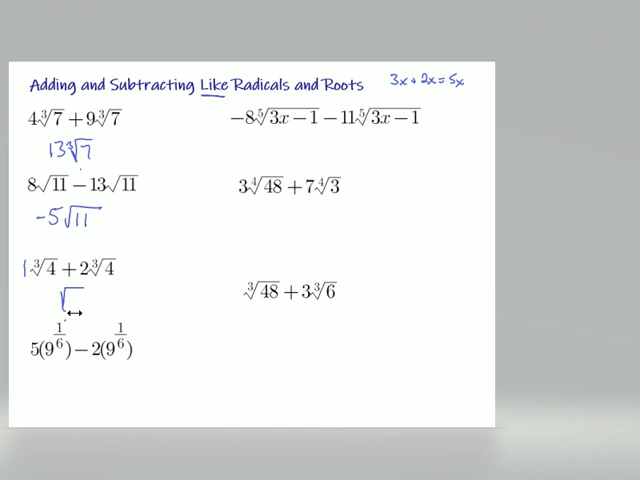 Adding and Subtracting Like Radicals and Roots
3x + 2x = 5x
4∛7 + 9∛7
13∛7
8√11 − 13√11
−5√11
1∛4 + 2∛4
√
5(9^{1/6}) − 2(9^{1/6})
−8⁵√(3x − 1) − 11⁵√(3x − 1)
3⁴√48 + 7⁴√3
∛48 + 3∛6